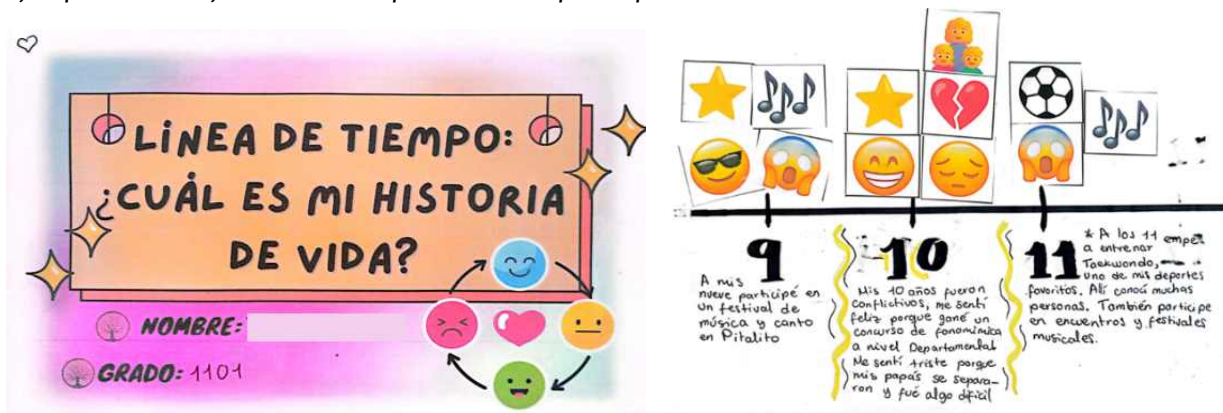 LÍNEA DE TIEMPO:
¿CUÁL ES MI HISTORIA
DE VIDA?
NOMBRE:
GRADO: 1101
9
A mis
nueve participé en
un festival de
música y canto
en Pitalito
10
Mis 10 años fueron
conflictivos, me sentí
feliz porque gané un
concurso de fonomímica
a nivel Departamental
Me sentí triste porque
mis papás se separa-
ron y fué algo difícil
11
* A los 11 empe
a entrenar
Taekwondo,
uno de mis deportes
favoritos. Allí conocí muchas
personas. También participe
en encuentros y festivales
musicales.